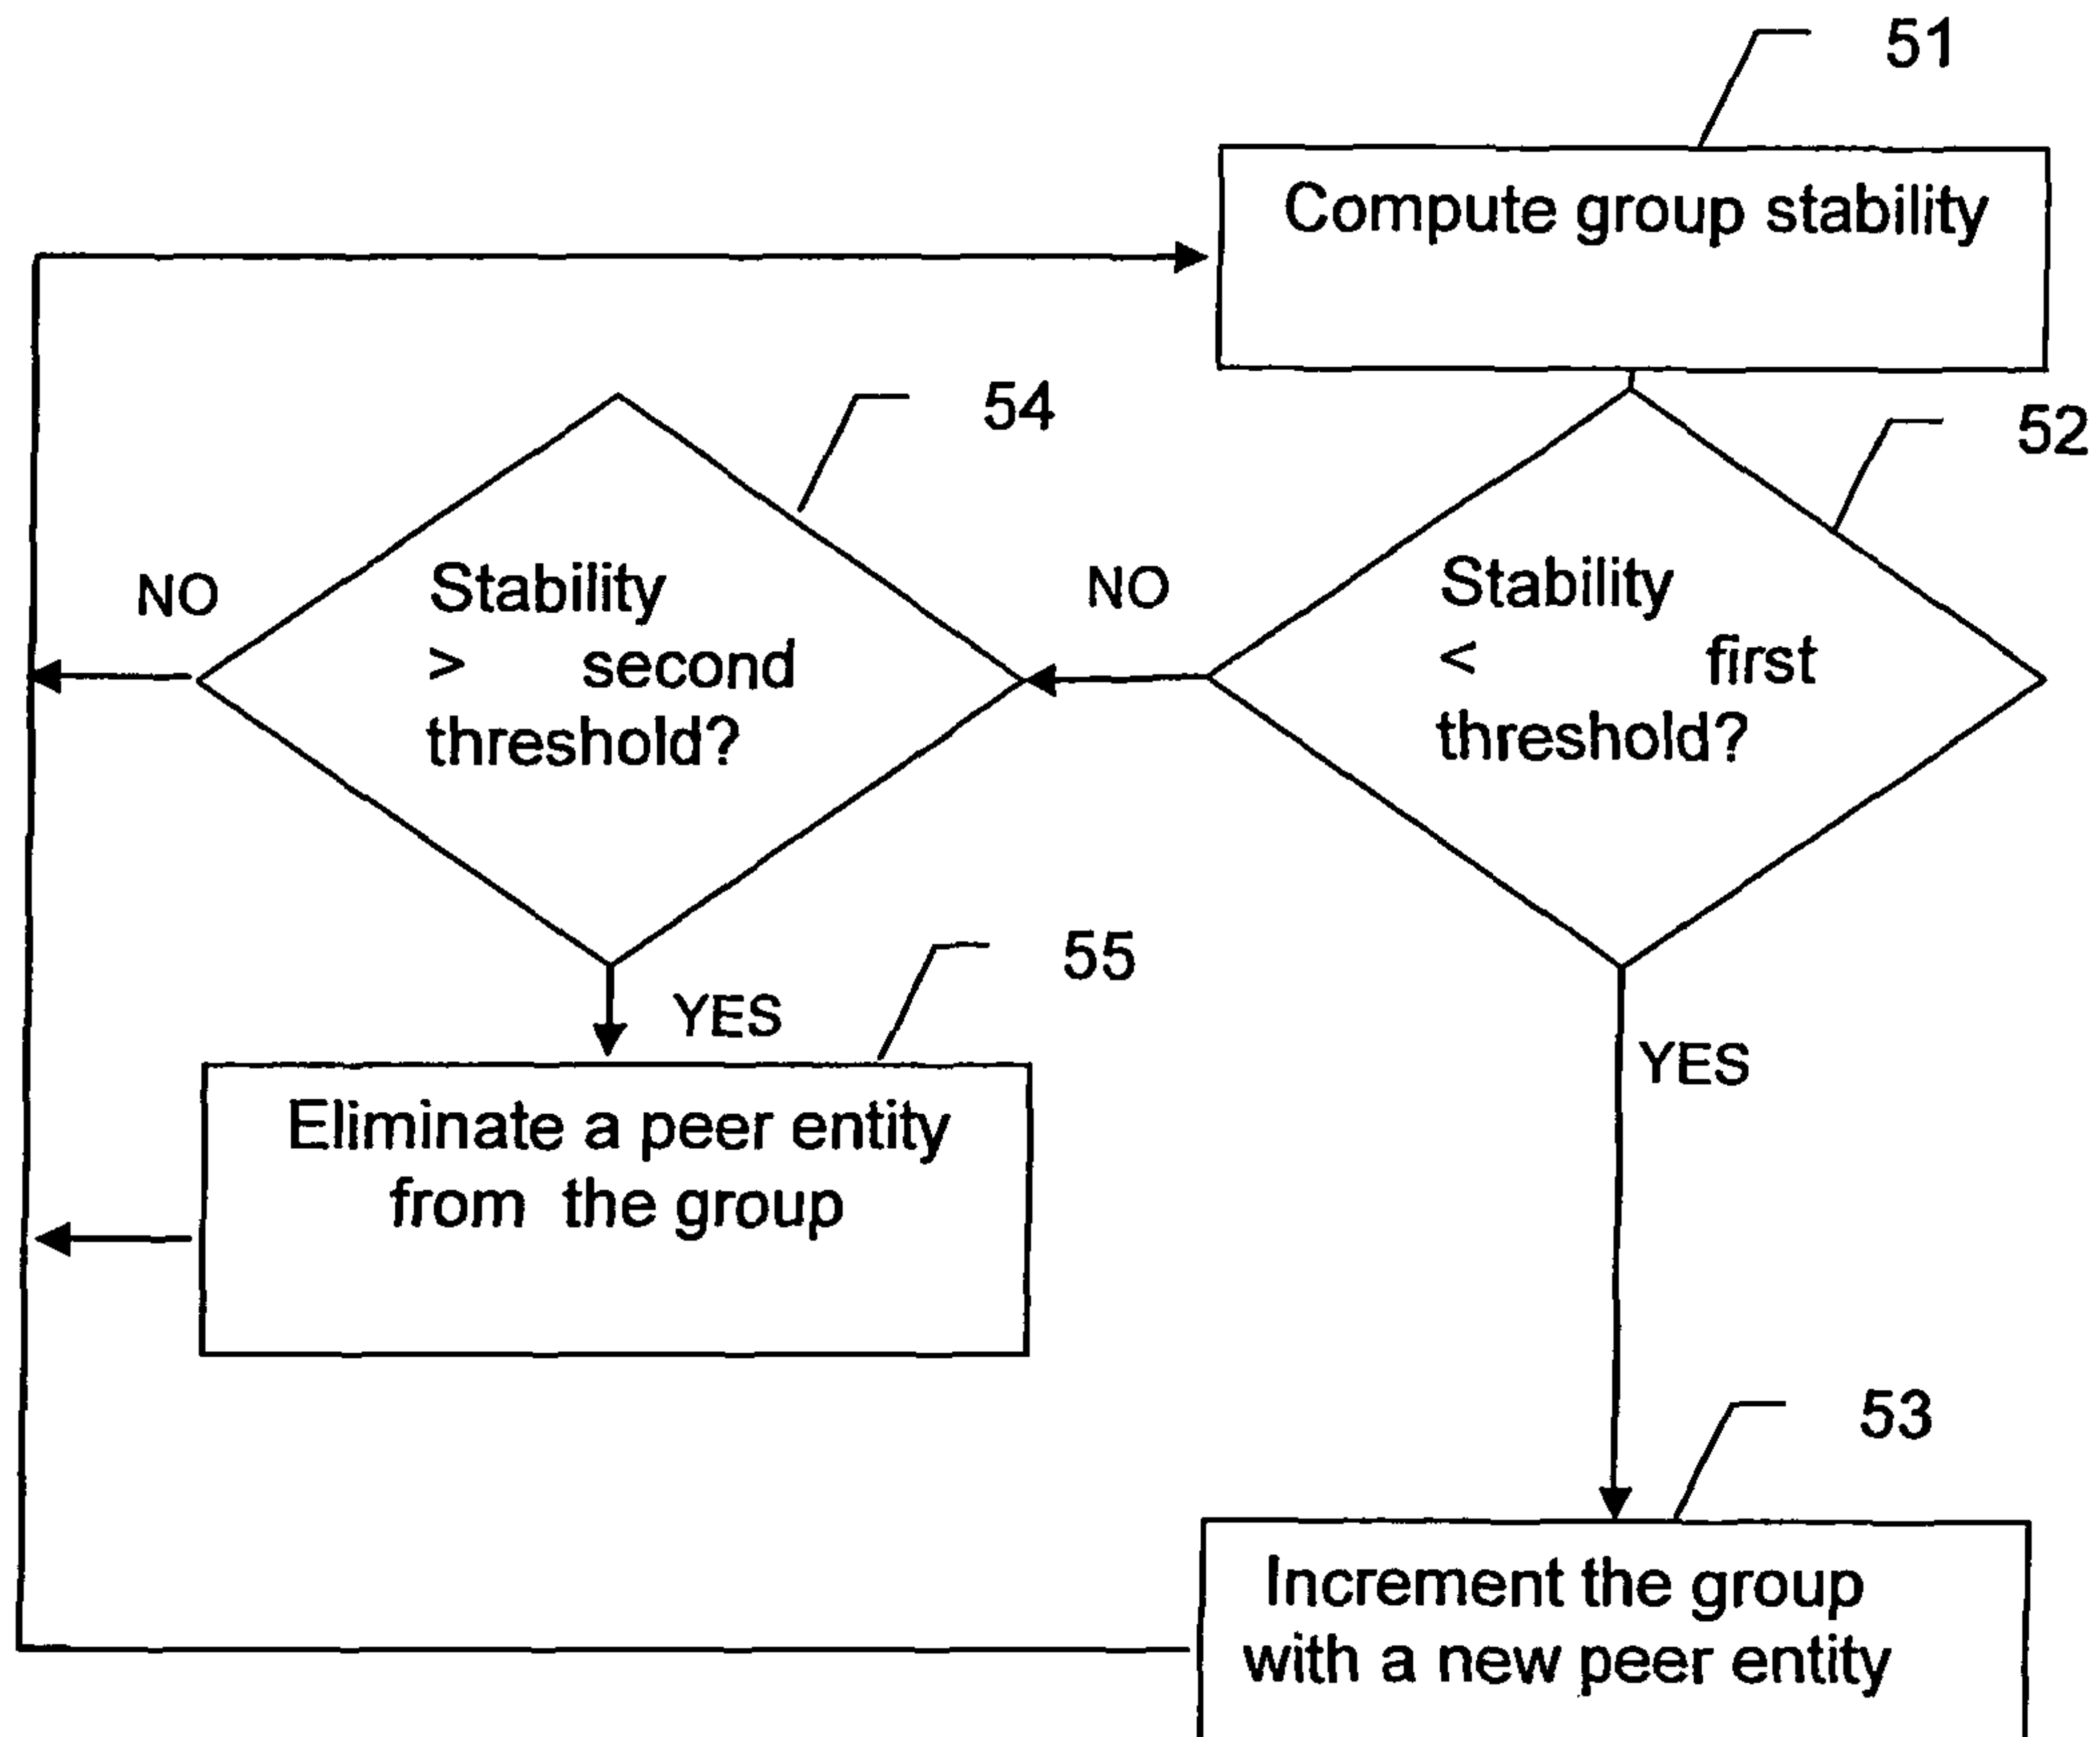 51
Compute group stability
54
52
NO
Stability
> second
threshold?
NO
Stability
< first
threshold?
55
YES
YES
Eliminate a peer entity
from the group
53
Increment the group
with a new peer entity